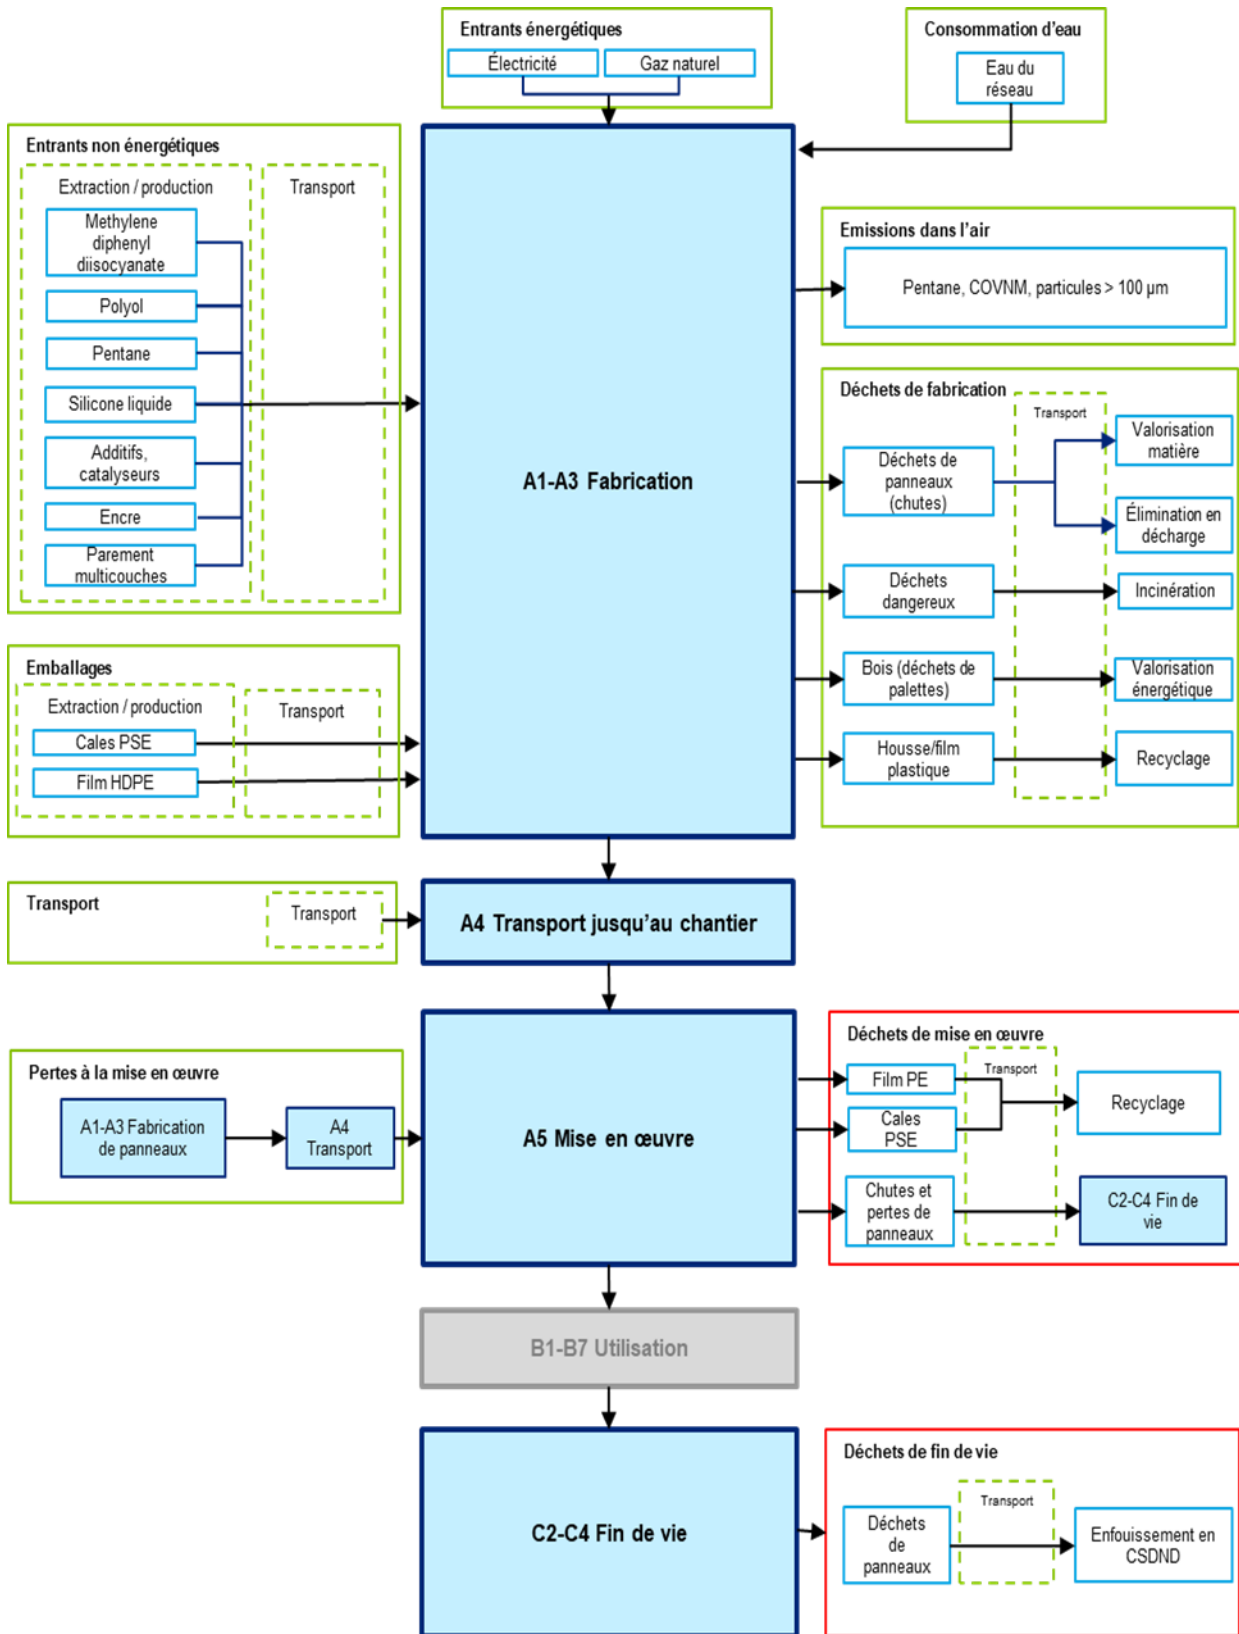 Entrants énergétiques
Électricité
Gaz naturel
Consommation d'eau
Eau du
réseau
Entrants non énergétiques
Extraction / production
Transport
Methylene
diphenyl
diisocyanate
Polyol
Pentane
Silicone liquide
Additifs,
catalyseurs
Encre
Parement
multicouches
A1-A3 Fabrication
Emissions dans l'air
Pentane, COVNM, particules > 100 µm
Déchets de fabrication
Transport
Déchets de
panneaux
(chutes)
Valorisation
matière
Élimination en
décharge
Déchets
dangereux
Incinération
Bois (déchets de
palettes)
Valorisation
énergétique
Housse/film
plastique
Recyclage
Emballages
Extraction / production
Transport
Cales PSE
Film HDPE
Transport
Transport
A4 Transport jusqu'au chantier
Pertes à la mise en œuvre
A1-A3 Fabrication
de panneaux
A4
Transport
A5 Mise en œuvre
Déchets de mise en œuvre
Transport
Film PE
Cales
PSE
Recyclage
Chutes et
pertes de
panneaux
C2-C4 Fin de
vie
B1-B7 Utilisation
C2-C4 Fin de vie
Déchets de fin de vie
Transport
Déchets
de
panneaux
Enfouissement en
CSDND